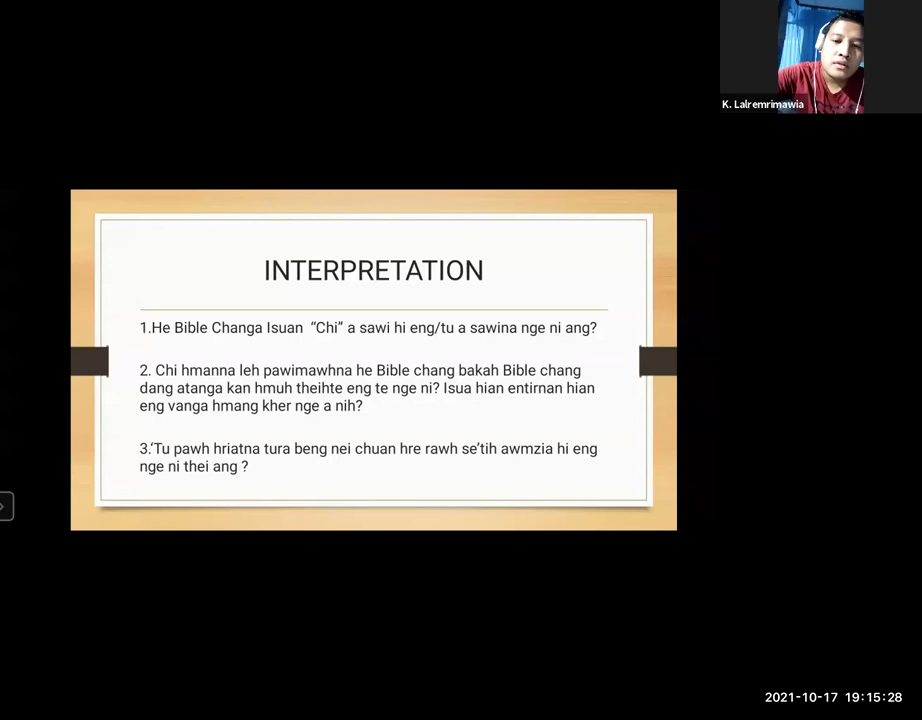 K. Lalremrimawia
INTERPRETATION
1.He Bible Changa Isuan “Chi” a sawi hi eng/tu a sawina nge ni ang?
2. Chi hmanna leh pawimawhna he Bible chang bakah Bible chang
dang atanga kan hmuh theihte eng te nge ni? Isua hian entirnan hian
eng vanga hmang kher nge a nih?
3.‘Tu pawh hriatna tura beng nei chuan hre rawh se’tih awmzia hi eng
nge ni thei ang ?
2021-10-17 19:15:28